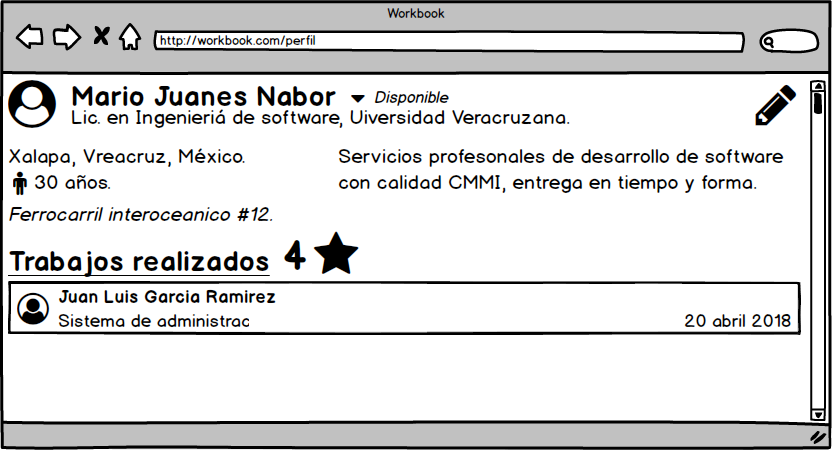 Workbook
http://workbook.com/perfil
Mario Juanes Nabor Disponible
Lic. en Ingenieriá de software, Uiversidad Veracruzana.
Xalapa, Vreacruz, México.
30 años.
Servicios profesionales de desarrollo de software
con calidad CMMI, entrega en tiempo y forma.
Ferrocarril interoceanico #12.
Trabajos realizados 4
Juan Luis Garcia Ramirez
Sistema de administrac 20 abril 2018